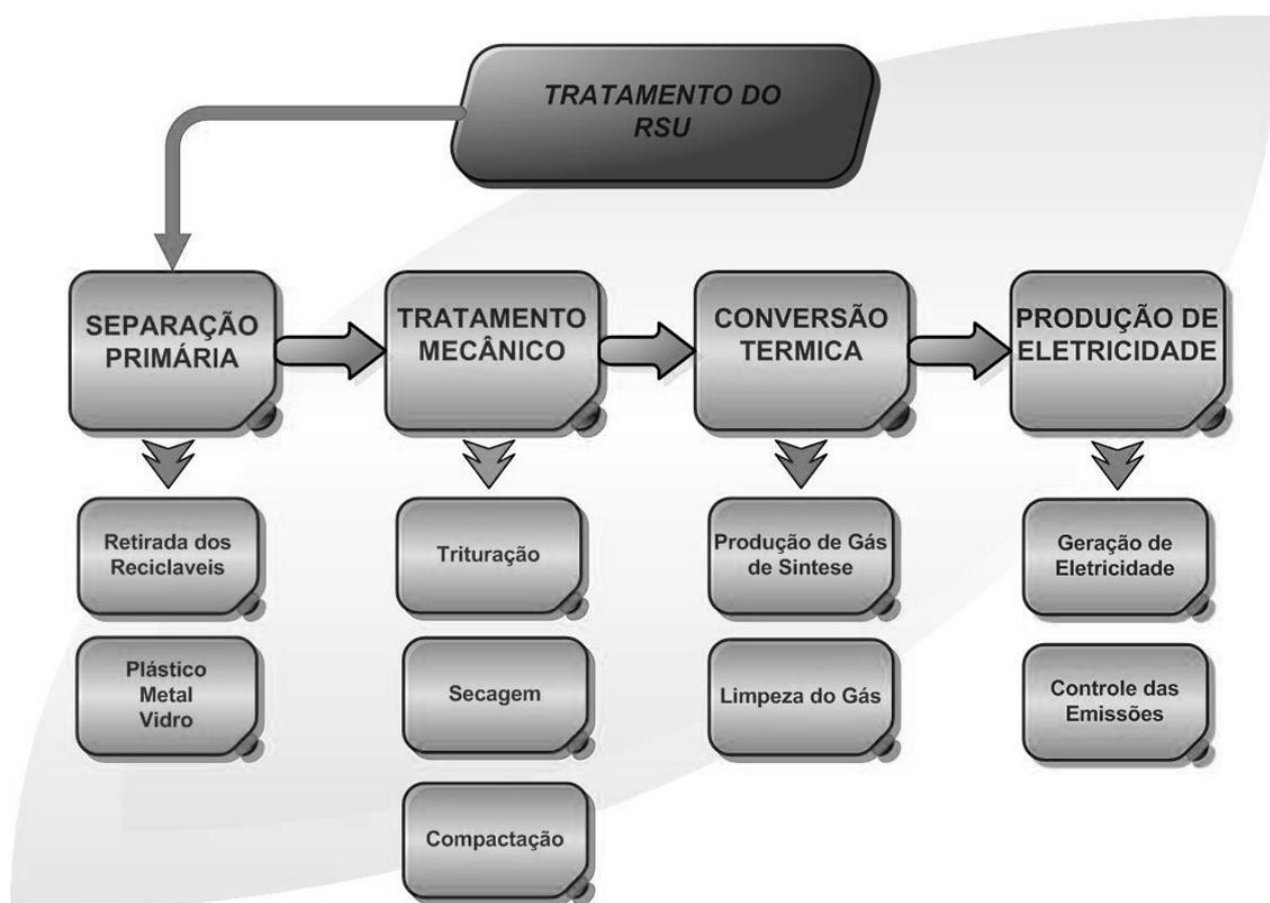 TRATAMENTO DO
RSU
SEPARAÇÃO
PRIMÁRIA
TRATAMENTO
MECÂNICO
CONVERSÃO
TERMICA
PRODUÇÃO DE
ELETRICIDADE
Retirada dos
Reciclaveis
Trituração
Produção de Gás
de Sintese
Geração de
Eletricidade
Plástico
Metal
Vidro
Secagem
Limpeza do Gás
Controle das
Emissões
Compactação